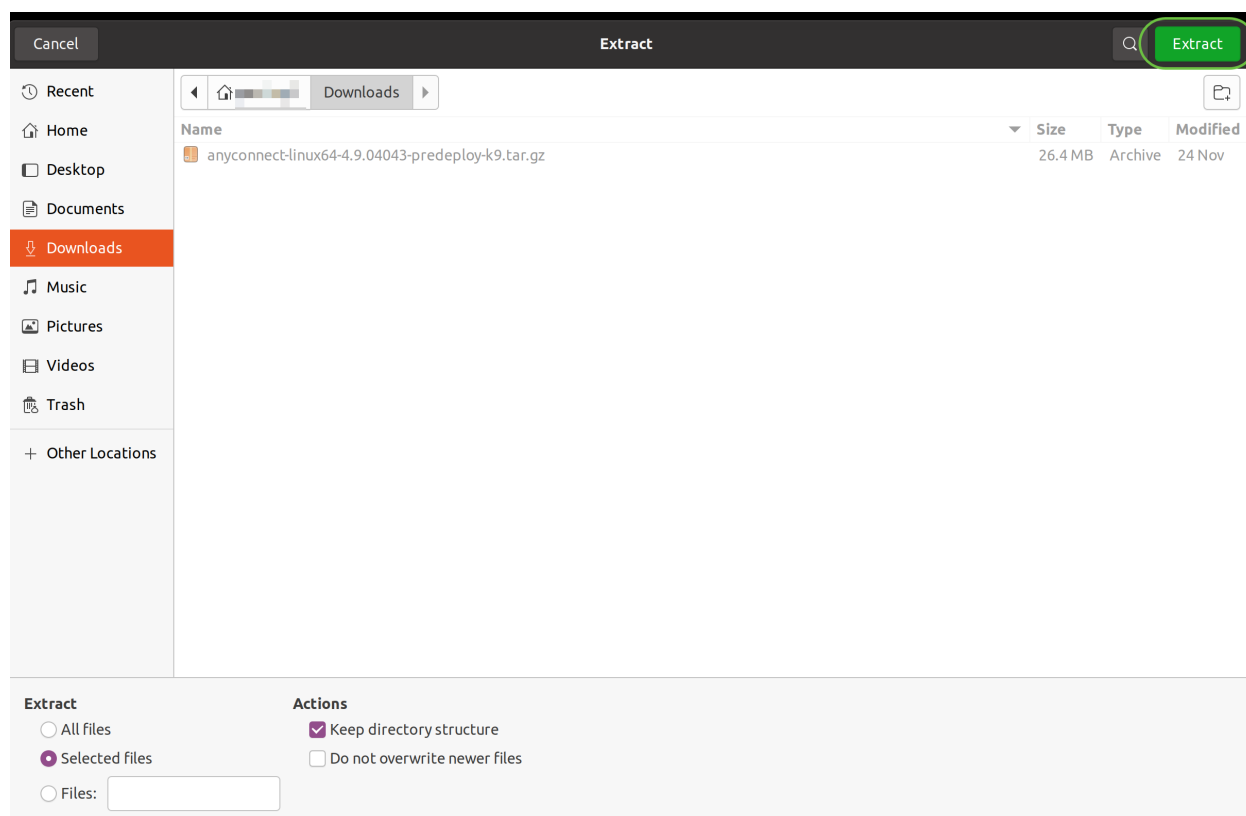 Cancel Extract Extract
Recent
Home
Desktop
Documents
Downloads
Music
Pictures
Videos
Trash
Other Locations
Downloads
Name Size Type Modified
anyconnect-linux64-4.9.04043-predeploy-k9.tar.gz 26.4 MB Archive 24 Nov
Extract
All files
Selected files
Files:
Actions
Keep directory structure
Do not overwrite newer files